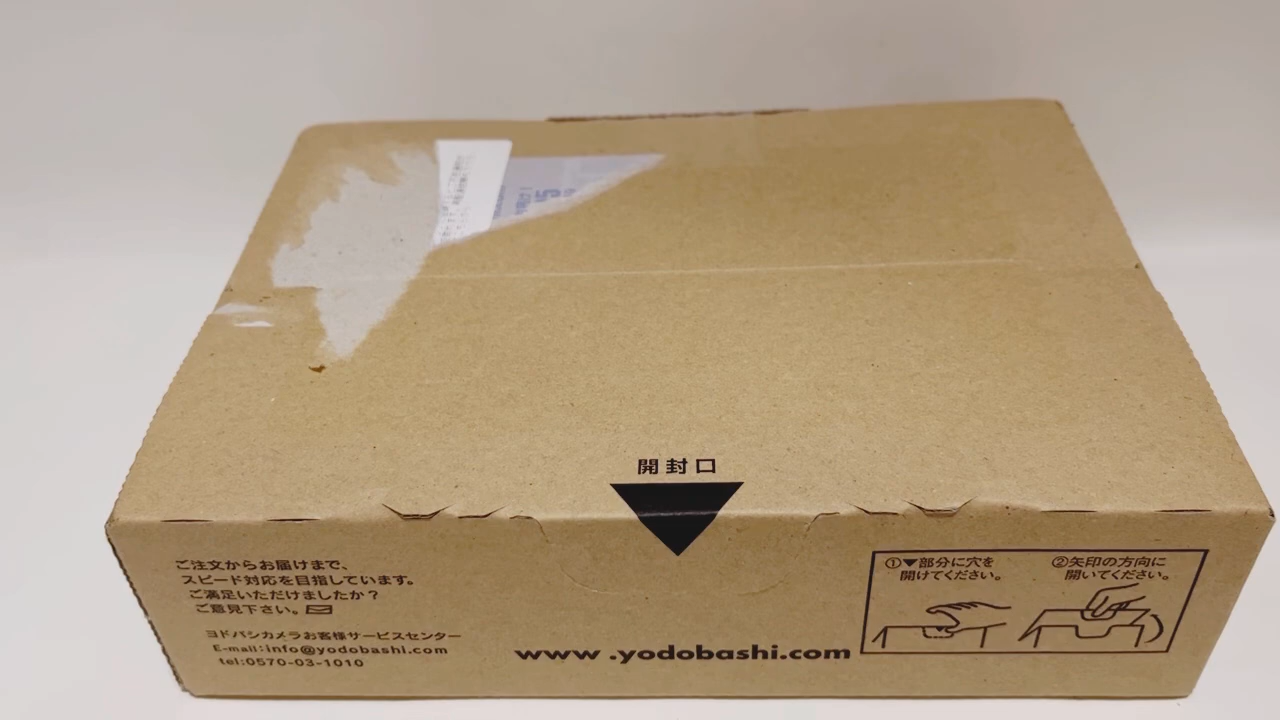 開封口
ご注文からお届けまで、
スピード対応を目指しています。
ご満足いただけましたか？
ご意見下さい。
ヨドバシカメラお客様サービスセンター
E-mail:info@yodobashi.com
tel:0570-03-1010
www.yodobashi.com
①▼部分に穴を
開けてください。
②矢印の方向に
開いてください。